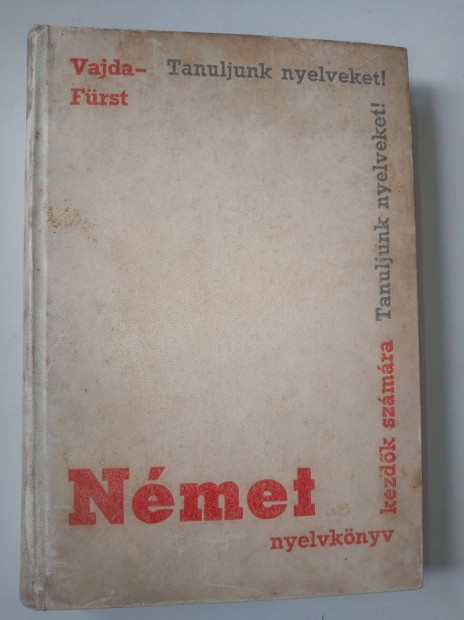 Vajda–
Fürst
Tanuljunk nyelveket!
Tanuljunk nyelveket!
kezdők számára
Német
nyelvkönyv